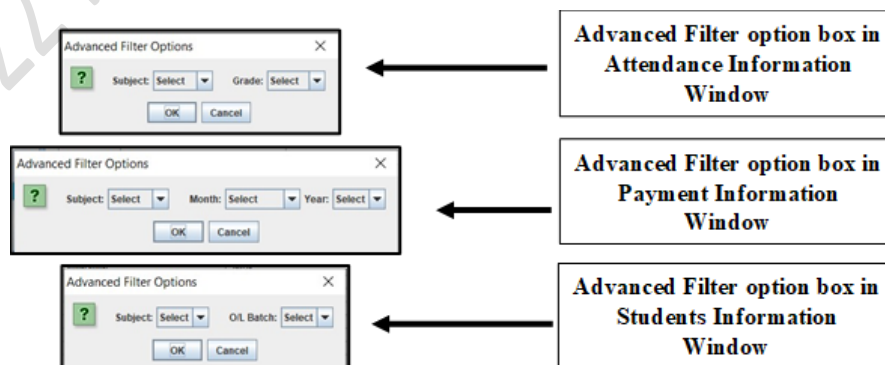 Advanced Filter Options
Subject: Select Grade: Select
OK Cancel
Advanced Filter option box in
Attendance Information
Window
Advanced Filter Options
Subject: Select Month: Select Year: Select
OK Cancel
Advanced Filter option box in
Payment Information
Window
Advanced Filter Options
Subject: Select O/L Batch: Select
OK Cancel
Advanced Filter option box in
Students Information
Window